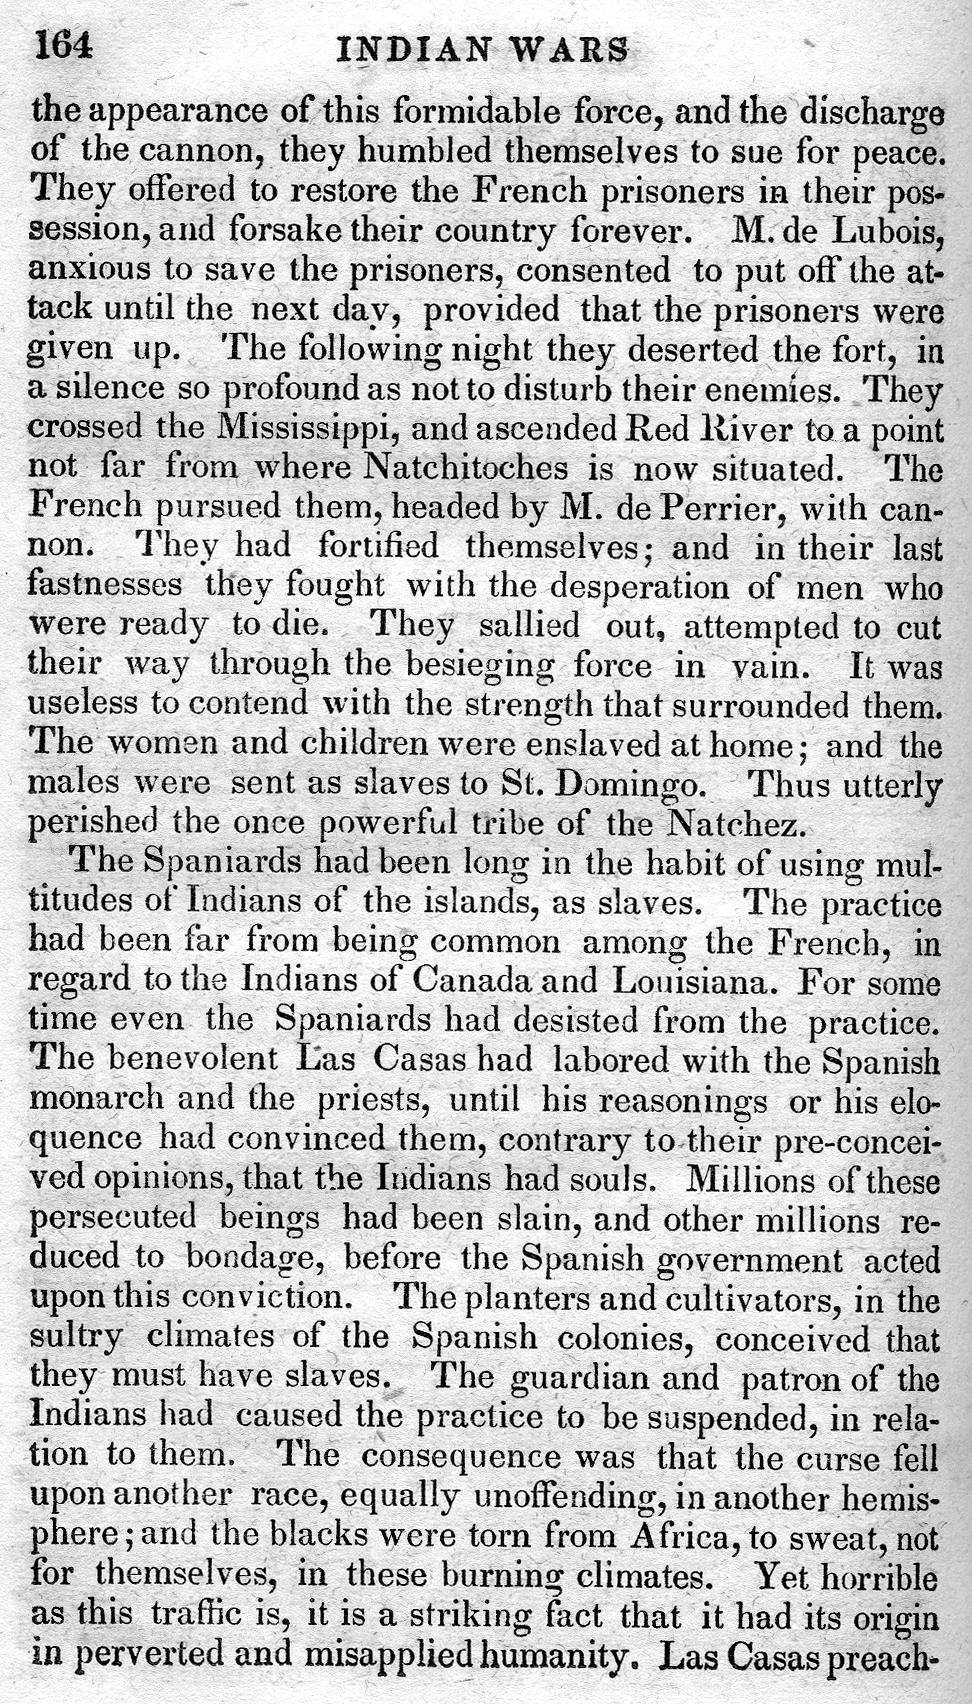 164 INDIAN WARS
the appearance of this formidable force, and the discharge
of the cannon, they humbled themselves to sue for peace.
They offered to restore the French prisoners in their pos-
session, and forsake their country forever. M. de Lubois,
anxious to save the prisoners, consented to put off the at-
tack until the next day, provided that the prisoners were
given up. The following night they deserted the fort, in
a silence so profound as not to disturb their enemies. They
crossed the Mississippi, and ascended Red River to a point
not far from where Natchitoches is now situated. The
French pursued them, headed by M. de Perrier, with can-
non. They had fortified themselves; and in their last
fastnesses they fought with the desperation of men who
were ready to die. They sallied out, attempted to cut
their way through the besieging force in vain. It was
useless to contend with the strength that surrounded them.
The women and children were enslaved at home; and the
males were sent as slaves to St. Domingo. Thus utterly
perished the once powerful tribe of the Natchez.
The Spaniards had been long in the habit of using mul-
titudes of Indians of the islands, as slaves. The practice
had been far from being common among the French, in
regard to the Indians of Canada and Louisiana. For some
time even the Spaniards had desisted from the practice.
The benevolent Las Casas had labored with the Spanish
monarch and the priests, until his reasonings or his elo-
quence had convinced them, contrary to their pre-concei-
ved opinions, that the Indians had souls. Millions of these
persecuted beings had been slain, and other millions re-
duced to bondage, before the Spanish government acted
upon this conviction. The planters and cultivators, in the
sultry climates of the Spanish colonies, conceived that
they must have slaves. The guardian and patron of the
Indians had caused the practice to be suspended, in rela-
tion to them. The consequence was that the curse fell
upon another race, equally unoffending, in another hemis-
phere; and the blacks were torn from Africa, to sweat, not
for themselves, in these burning climates. Yet horrible
as this traffic is, it is a striking fact that it had its origin
in perverted and misapplied humanity. Las Casas preach-